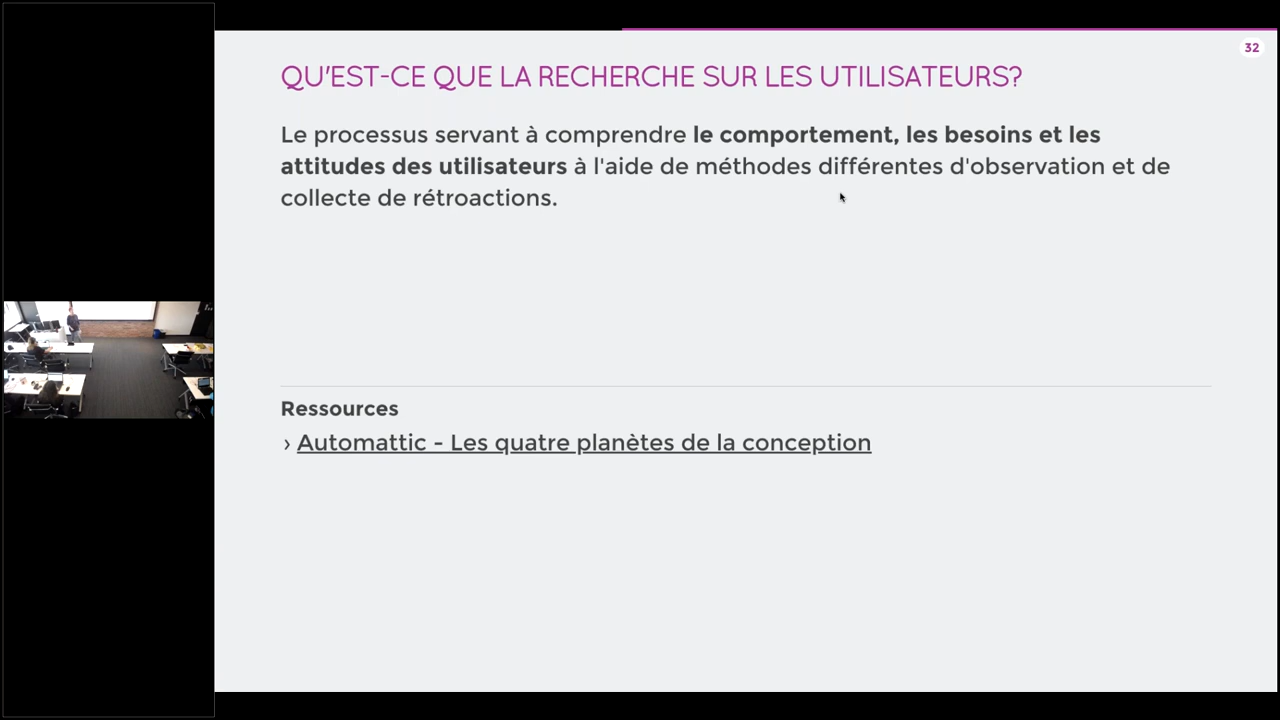 32
QU'EST-CE QUE LA RECHERCHE SUR LES UTILISATEURS?
Le processus servant à comprendre le comportement, les besoins et les
attitudes des utilisateurs à l'aide de méthodes différentes d'observation et de
collecte de rétroactions.
Ressources
› Automattic - Les quatre planètes de la conception